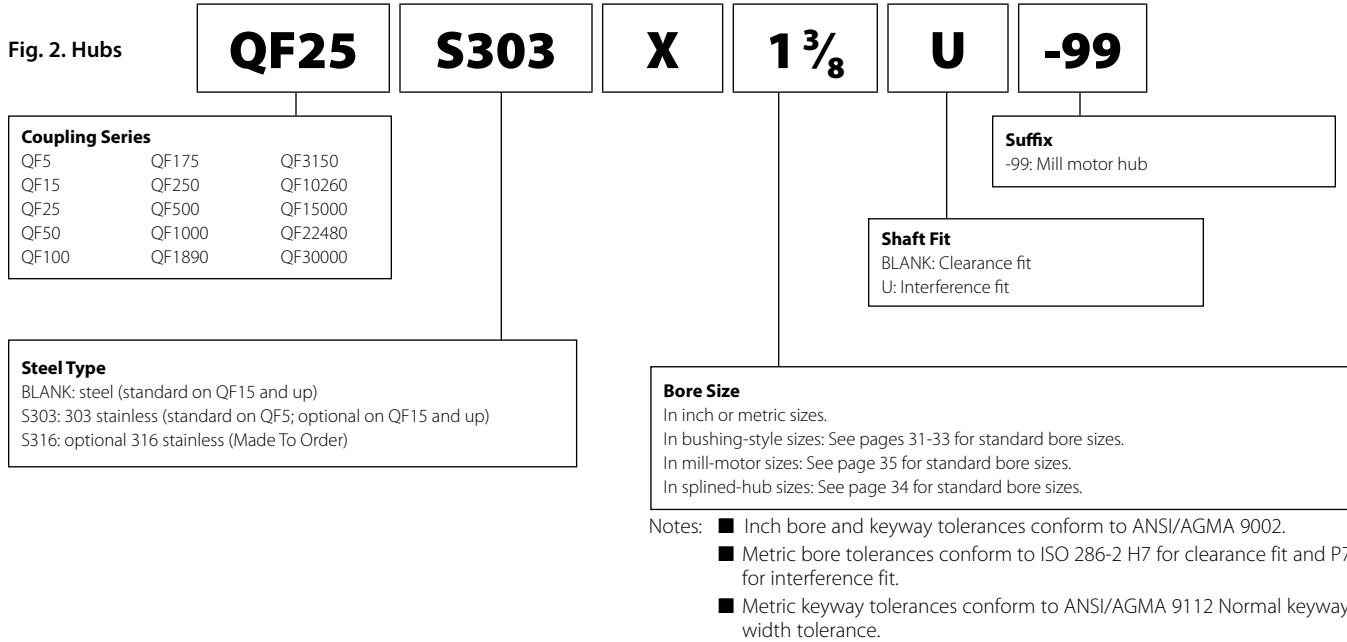 Fig. 2. Hubs
QF25 S303 X 1 3/8 U -99
Coupling Series
QF5 QF175 QF3150
QF15 QF250 QF10260
QF25 QF500 QF15000
QF50 QF1000 QF22480
QF100 QF1890 QF30000
Suffix
-99: Mill motor hub
Shaft Fit
BLANK: Clearance fit
U: Interference fit
Steel Type
BLANK: steel (standard on QF15 and up)
S303: 303 stainless (standard on QF5; optional on QF15 and up)
S316: optional 316 stainless (Made To Order)
Bore Size
In inch or metric sizes.
In bushing-style sizes: See pages 31-33 for standard bore sizes.
In mill-motor sizes: See page 35 for standard bore sizes.
In splined-hub sizes: See page 34 for standard bore sizes.
Notes: ■ Inch bore and keyway tolerances conform to ANSI/AGMA 9002.
■ Metric bore tolerances conform to ISO 286-2 H7 for clearance fit and P7
for interference fit.
■ Metric keyway tolerances conform to ANSI/AGMA 9112 Normal keyway
width tolerance.